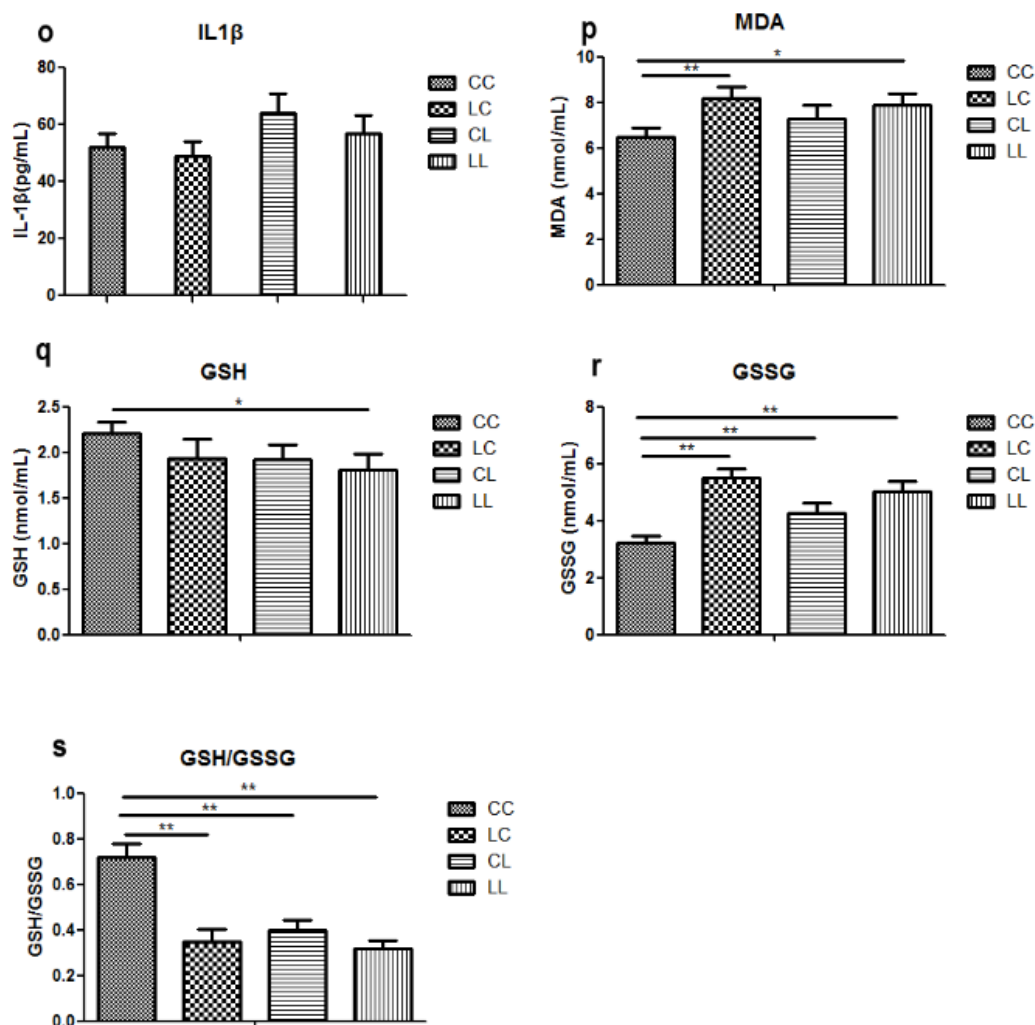 o
IL1β
IL-1β(pg/mL)
80
60
40
20
0
CC
LC
CL
LL
p
MDA
MDA (nmol/mL)
10
8
6
4
2
0
*
**
CC
LC
CL
LL
q
GSH
GSH (nmol/mL)
2.5
2.0
1.5
1.0
0.5
0.0
*
CC
LC
CL
LL
r
GSSG
GSSG (nmol/mL)
8
6
4
2
0
**
**
**
CC
LC
CL
LL
s
GSH/GSSG
GSH/GSSG
1.0
0.8
0.6
0.4
0.2
0.0
**
**
**
CC
LC
CL
LL